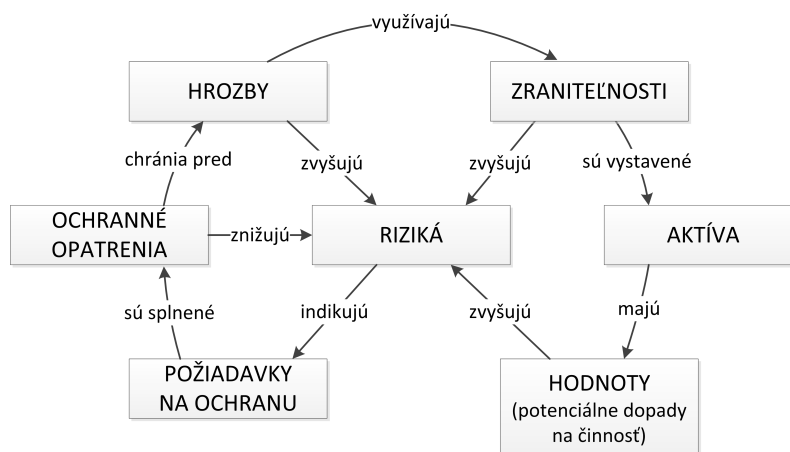 využívajú
HROZBY
ZRANITEĽNOSTI
chránia pred
zvyšujú
zvyšujú
sú vystavené
OCHRANNÉ
OPATRENIA
znižujú
RIZIKÁ
AKTÍVA
sú splnené
indikujú
zvyšujú
majú
POŽIADAVKY
NA OCHRANU
HODNOTY
(potenciálne dopady
na činnosť)